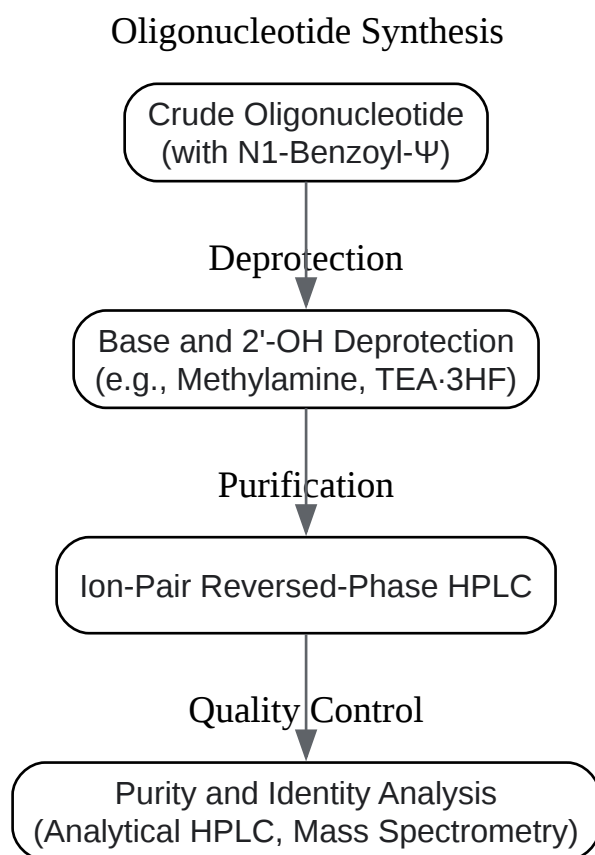 Oligonucleotide Synthesis
Crude Oligonucleotide
(with N1-Benzoyl-Ψ)
Deprotection
Base and 2'-OH Deprotection
(e.g., Methylamine, TEA·3HF)
Purification
Ion-Pair Reversed-Phase HPLC
Quality Control
Purity and Identity Analysis
(Analytical HPLC, Mass Spectrometry)